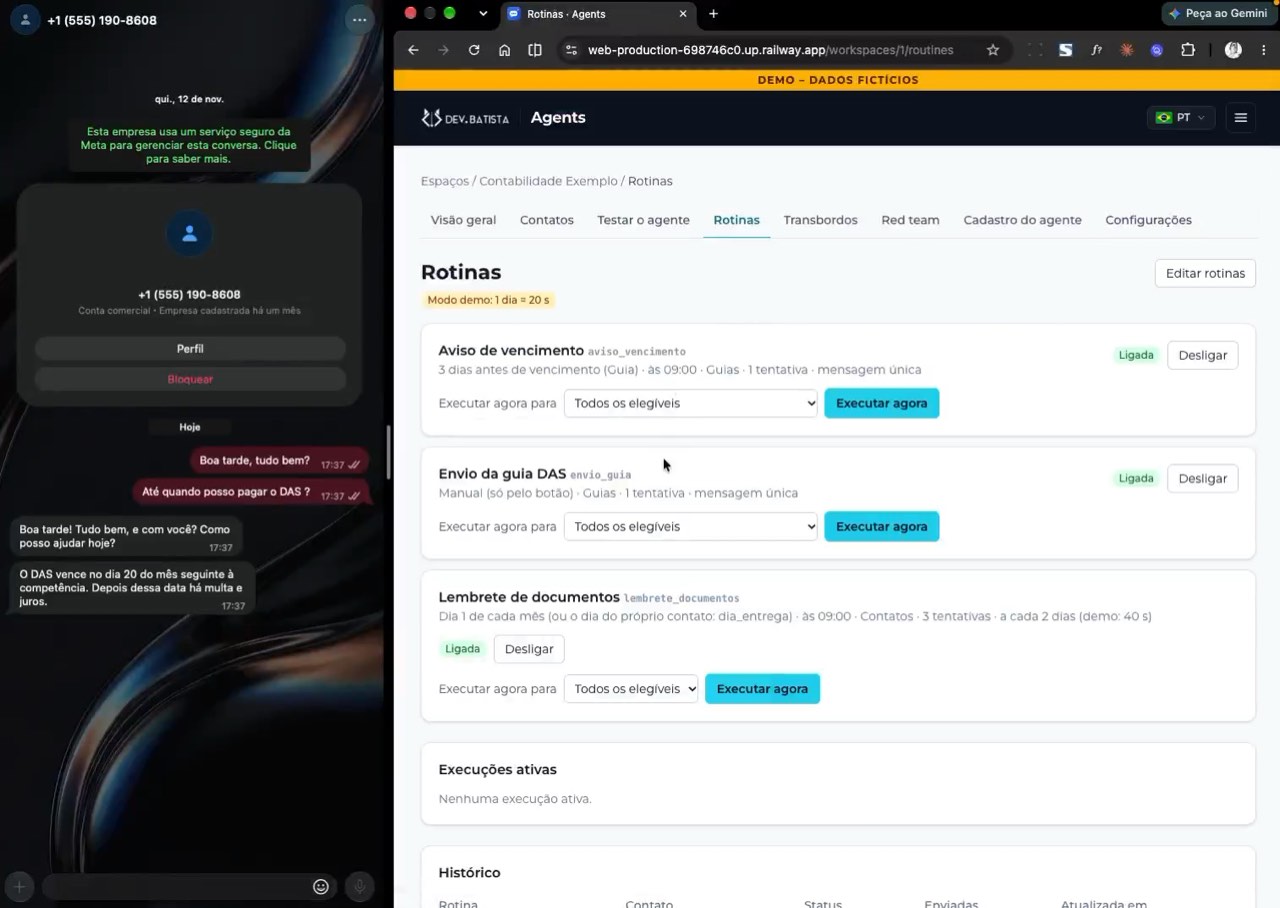 +1 (555) 190-8608
qui., 12 de nov.
Esta empresa usa um serviço seguro da
Meta para gerenciar esta conversa. Clique
para saber mais.
+1 (555) 190-8608
Conta comercial • Empresa cadastrada há um mês
Perfil
Bloquear
Hoje
Boa tarde, tudo bem? 17:37
Até quando posso pagar o DAS ? 17:37
Boa tarde! Tudo bem, e com você? Como
posso ajudar hoje?
17:37
O DAS vence no dia 20 do mês seguinte à
competência. Depois dessa data há multa e
juros.
17:37
Rotinas · Agents
Peça ao Gemini
web-production-698746c0.up.railway.app/workspaces/1/routines
DEMO – DADOS FICTÍCIOS
DEV.BATISTA
Agents
PT
Espaços / Contabilidade Exemplo / Rotinas
Visão geral Contatos Testar o agente Rotinas Transbordos Red team Cadastro do agente Configurações
Rotinas
Editar rotinas
Modo demo: 1 dia = 20 s
Aviso de vencimento aviso_vencimento
Ligada Desligar
3 dias antes de vencimento (Guia) · às 09:00 · Guias · 1 tentativa · mensagem única
Executar agora para Todos os elegíveis Executar agora
Envio da guia DAS envio_guia
Ligada Desligar
Manual (só pelo botão) · Guias · 1 tentativa · mensagem única
Executar agora para Todos os elegíveis Executar agora
Lembrete de documentos lembrete_documentos
Dia 1 de cada mês (ou o dia do próprio contato: dia_entrega) · às 09:00 · Contatos · 3 tentativas · a cada 2 dias (demo: 40 s)
Ligada Desligar
Executar agora para Todos os elegíveis Executar agora
Execuções ativas
Nenhuma execução ativa.
Histórico
Rotina Contato Status Enviadas Atualizada em